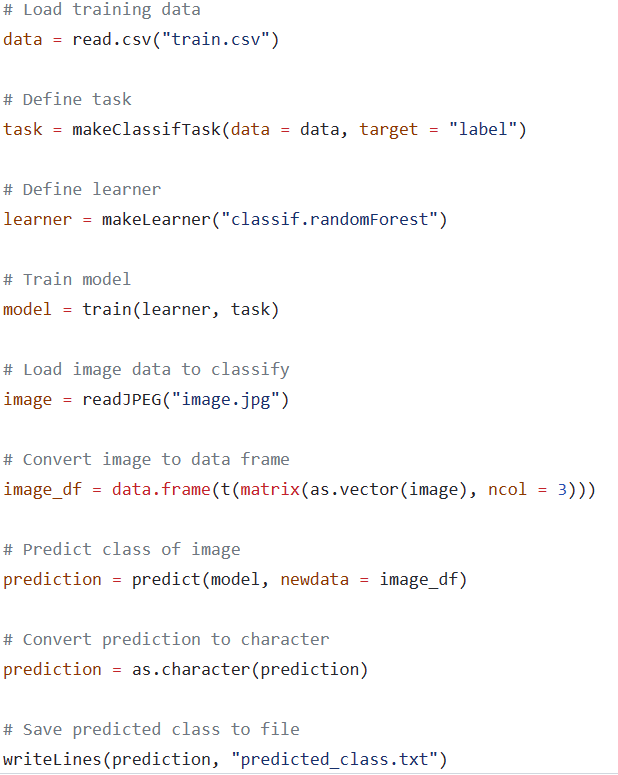 # Load training data
data = read.csv("train.csv")
# Define task
task = makeClassifTask(data = data, target = "label")
# Define learner
learner = makeLearner("classif.randomForest")
# Train model
model = train(learner, task)
# Load image data to classify
image = readJPEG("image.jpg")
# Convert image to data frame
image_df = data.frame(t(matrix(as.vector(image), ncol = 3)))
# Predict class of image
prediction = predict(model, newdata = image_df)
# Convert prediction to character
prediction = as.character(prediction)
# Save predicted class to file
writeLines(prediction, "predicted_class.txt")